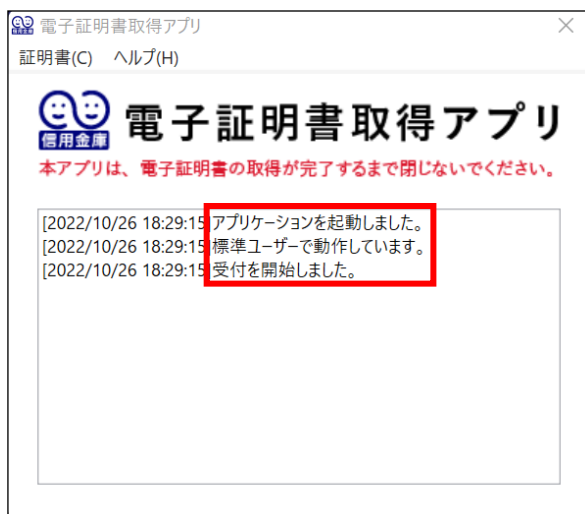 電子証明書取得アプリ
証明書(C) ヘルプ(H)
信用金庫
電子証明書取得アプリ
本アプリは、電子証明書の取得が完了するまで閉じないでください。
[2022/10/26 18:29:15]アプリケーションを起動しました。
[2022/10/26 18:29:15]標準ユーザーで動作しています。
[2022/10/26 18:29:15]受付を開始しました。